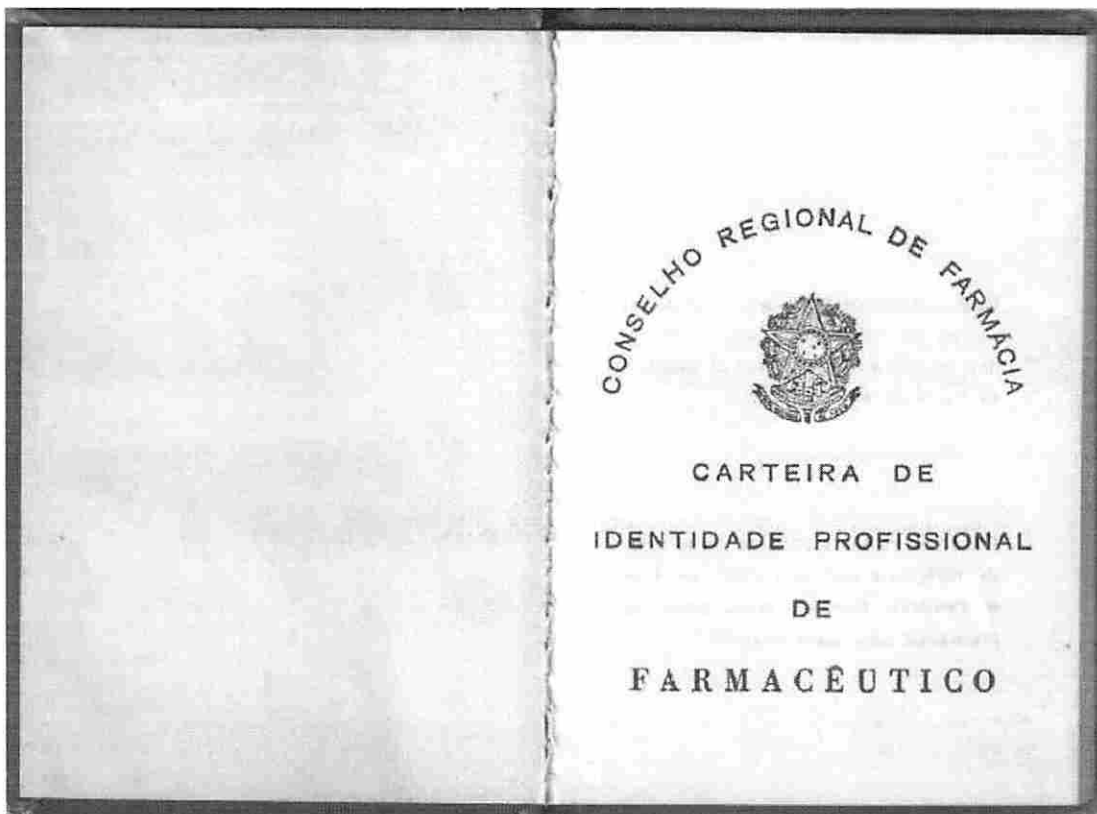 CONSELHO REGIONAL DE FARMÁCIA
CARTEIRA DE
IDENTIDADE PROFISSIONAL
DE
FARMACÊUTICO